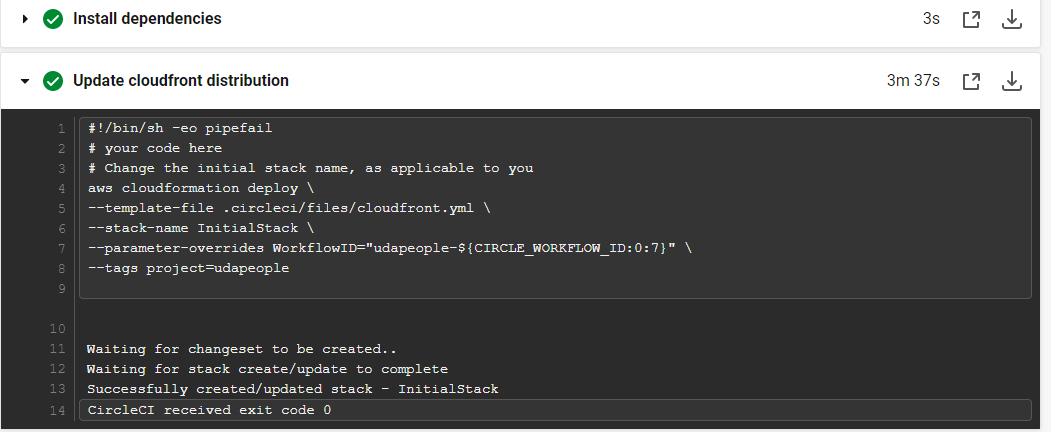 Install dependencies 3s
Update cloudfront distribution 3m 37s
1 #!/bin/sh -eo pipefail
2 # your code here
3 # Change the initial stack name, as applicable to you
4 aws cloudformation deploy \
5 --template-file .circleci/files/cloudfront.yml \
6 --stack-name InitialStack \
7 --parameter-overrides WorkflowID="udapeople-${CIRCLE_WORKFLOW_ID:0:7}" \
8 --tags project=udapeople
9
10
11 Waiting for changeset to be created..
12 Waiting for stack create/update to complete
13 Successfully created/updated stack - InitialStack
14 CircleCI received exit code 0